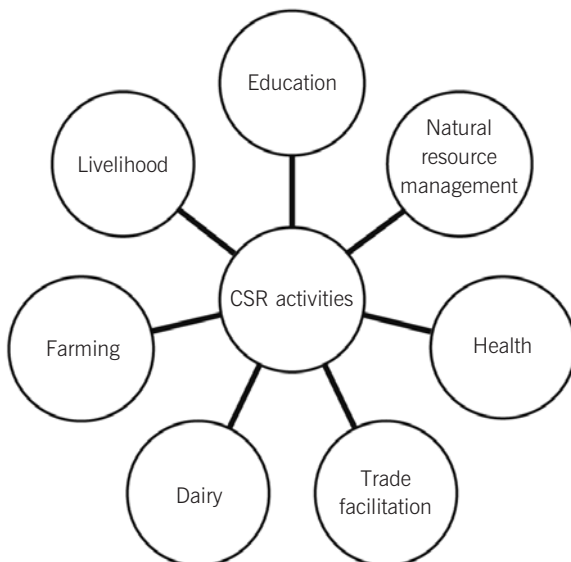 Education
Natural
resource
management
Livelihood
CSR activities
Farming
Health
Dairy
Trade
facilitation